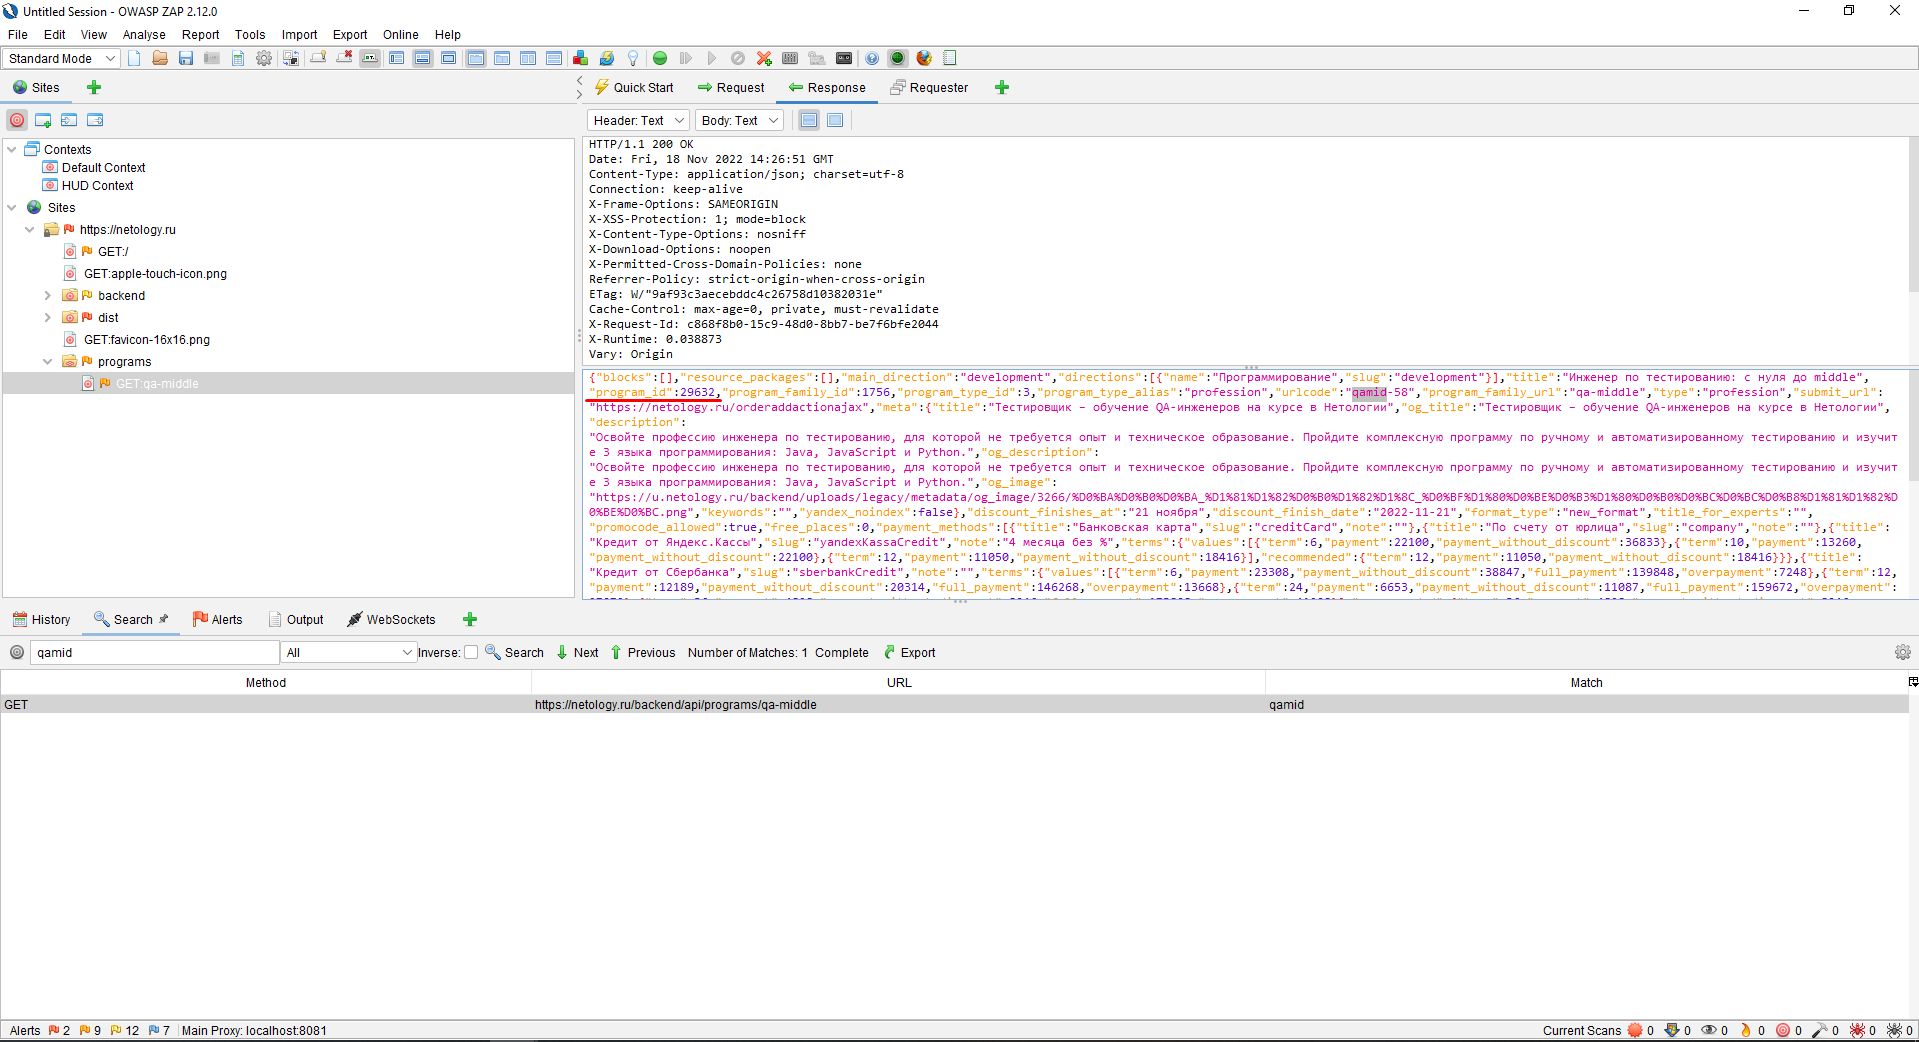 Untitled Session - OWASP ZAP 2.12.0
File Edit View Analyse Report Tools Import Export Online Help
Standard Mode
Sites
Quick Start Request Response Requester
Header: Text Body: Text
Contexts
Default Context
HUD Context
Sites
https://netology.ru
GET:/
GET:apple-touch-icon.png
backend
dist
GET:favicon-16x16.png
programs
GET:qa-middle
HTTP/1.1 200 OK
Date: Fri, 18 Nov 2022 14:26:51 GMT
Content-Type: application/json; charset=utf-8
Connection: keep-alive
X-Frame-Options: SAMEORIGIN
X-XSS-Protection: 1; mode=block
X-Content-Type-Options: nosniff
X-Download-Options: noopen
X-Permitted-Cross-Domain-Policies: none
Referrer-Policy: strict-origin-when-cross-origin
ETag: W/"9af93c3aecebddc4c26758d10382031e"
Cache-Control: max-age=0, private, must-revalidate
X-Request-Id: c868f8b0-15c9-48d0-8bb7-be7f6bfe2044
X-Runtime: 0.038873
Vary: Origin
{"blocks":[],"resource_packages":[],"main_direction":"development","directions":[{"name":"Программирование","slug":"development"}],"title":"Инженер по тестированию: с нуля до middle",
"program_id":29632,"program_family_id":1756,"program_type_id":3,"program_type_alias":"profession","urlcode":"qamid-58","program_family_url":"qa-middle","type":"profession","submit_url":
"https://netology.ru/orderaddactionajax","meta":{"title":"Тестировщик – обучение QA-инженеров на курсе в Нетологии","og_title":"Тестировщик – обучение QA-инженеров на курсе в Нетологии",
"description":
"Освойте профессию инженера по тестированию, для которой не требуется опыт и техническое образование. Пройдите комплексную программу по ручному и автоматизированному тестированию и изучит
е 3 языка программирования: Java, JavaScript и Python.","og_description":
"Освойте профессию инженера по тестированию, для которой не требуется опыт и техническое образование. Пройдите комплексную программу по ручному и автоматизированному тестированию и изучит
е 3 языка программирования: Java, JavaScript и Python.","og_image":
"https://u.netology.ru/backend/uploads/legacy/metadata/og_image/3266/%D0%BA%D0%B0%D0%BA_%D1%81%D1%82%D0%B0%D1%82%D1%8C_%D0%BF%D1%80%D0%BE%D0%B3%D1%80%D0%B0%D0%BC%D0%BC%D0%B8%D1%81%D1%82%D
0%BE%D0%BC.png","keywords":"","yandex_noindex":false},"discount_finishes_at":"21 ноября","discount_finish_date":"2022-11-21","format_type":"new_format","title_for_experts":"",
"promocode_allowed":true,"free_places":0,"payment_methods":[{"title":"Банковская карта","slug":"creditCard","note":""},{"title":"По счету от юрлица","slug":"company","note":""},{"title":
"Кредит от Яндекс.Кассы","slug":"yandexKassaCredit","note":"4 месяца без %","terms":{"values":[{"term":6,"payment":22100,"payment_without_discount":36833},{"term":10,"payment":13260,
"payment_without_discount":22100},{"term":12,"payment":11050,"payment_without_discount":18416}],"recommended":{"term":12,"payment":11050,"payment_without_discount":18416}}},{"title":
"Кредит от Сбербанка","slug":"sberbankCredit","note":"","terms":{"values":[{"term":6,"payment":23308,"payment_without_discount":38847,"full_payment":139848,"overpayment":7248},{"term":12,
"payment":12189,"payment_without_discount":20314,"full_payment":146268,"overpayment":13668},{"term":24,"payment":6653,"payment_without_discount":11087,"full_payment":159672,"overpayment":
History Search Alerts Output WebSockets
qamid All Inverse: Search Next Previous Number of Matches: 1 Complete Export
Method URL Match
GET https://netology.ru/backend/api/programs/qa-middle qamid
Alerts 2 9 12 7 Main Proxy: localhost:8081 Current Scans 0 0 0 0 0 0 0 0